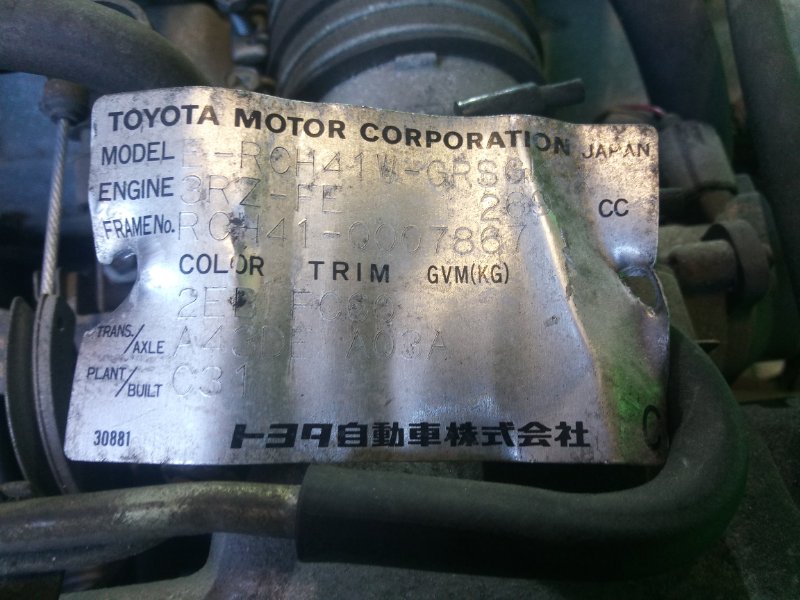 TOYOTA MOTOR CORPORATION JAPAN
MODEL E-RCH41W-GRSG
ENGINE 3RZ-FE CC
FRAME No. RCH41-0007867
COLOR TRIM GVM(KG)
TRANS./AXLE A03A
PLANT/BUILT C31
30881 トヨタ自動車株式会社 C